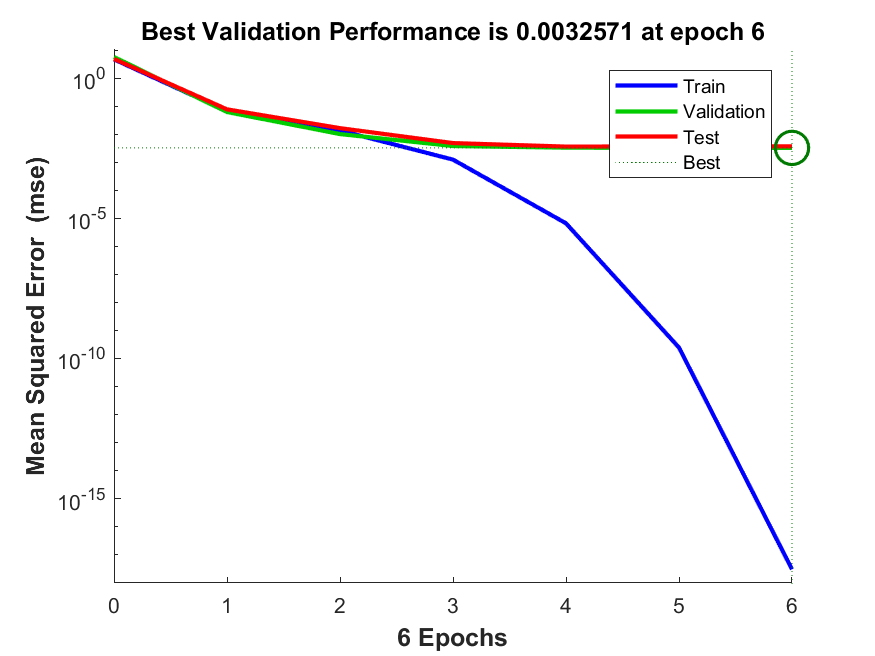 Best Validation Performance is 0.0032571 at epoch 6
Train
Validation
Test
Best
10^0
10^-5
10^-10
10^-15
Mean Squared Error  (mse)
0 1 2 3 4 5 6
6 Epochs